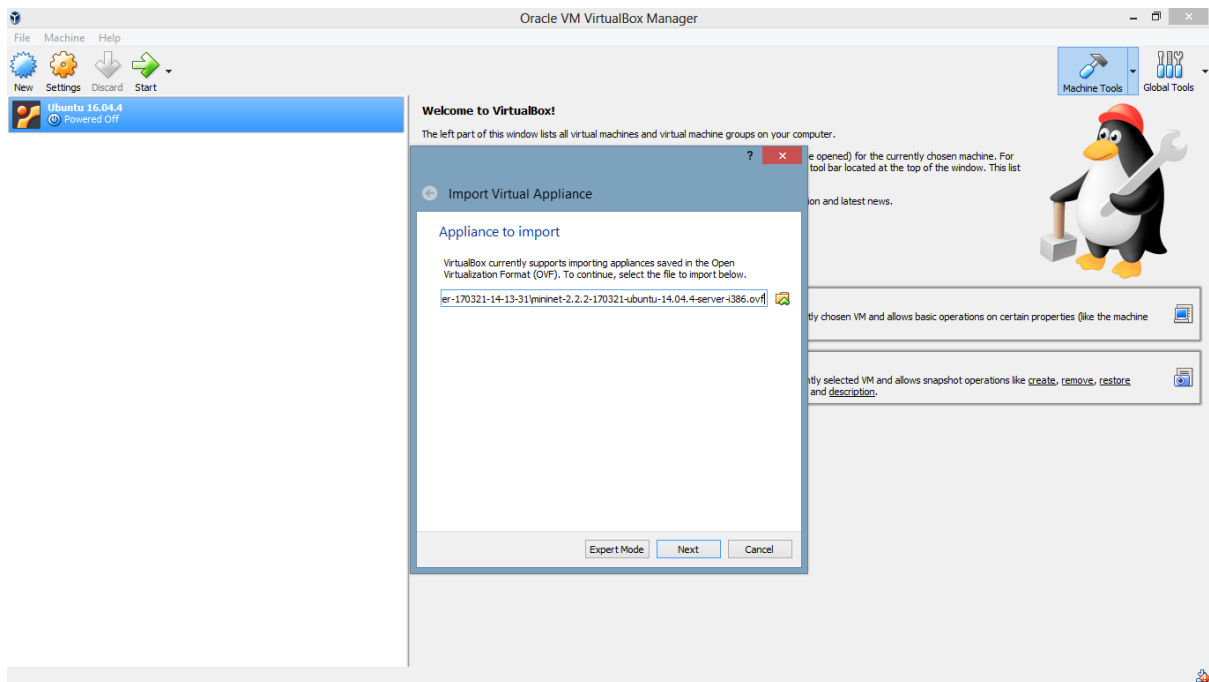 Oracle VM VirtualBox Manager
File Machine Help
New Settings Discard Start
Machine Tools Global Tools
Ubuntu 16.04.4
Powered Off
Welcome to VirtualBox!
The left part of this window lists all virtual machines and virtual machine groups on your computer.
e opened) for the currently chosen machine. For
tool bar located at the top of the window. This list
ion and latest news.
?
Import Virtual Appliance
Appliance to import
VirtualBox currently supports importing appliances saved in the Open
Virtualization Format (OVF). To continue, select the file to import below.
er-170321-14-13-31\mininet-2.2.2-170321-ubuntu-14.04.4-server-i386.ovf
Expert Mode Next Cancel
tly chosen VM and allows basic operations on certain properties (like the machine
ntly selected VM and allows snapshot operations like create, remove, restore
and description.